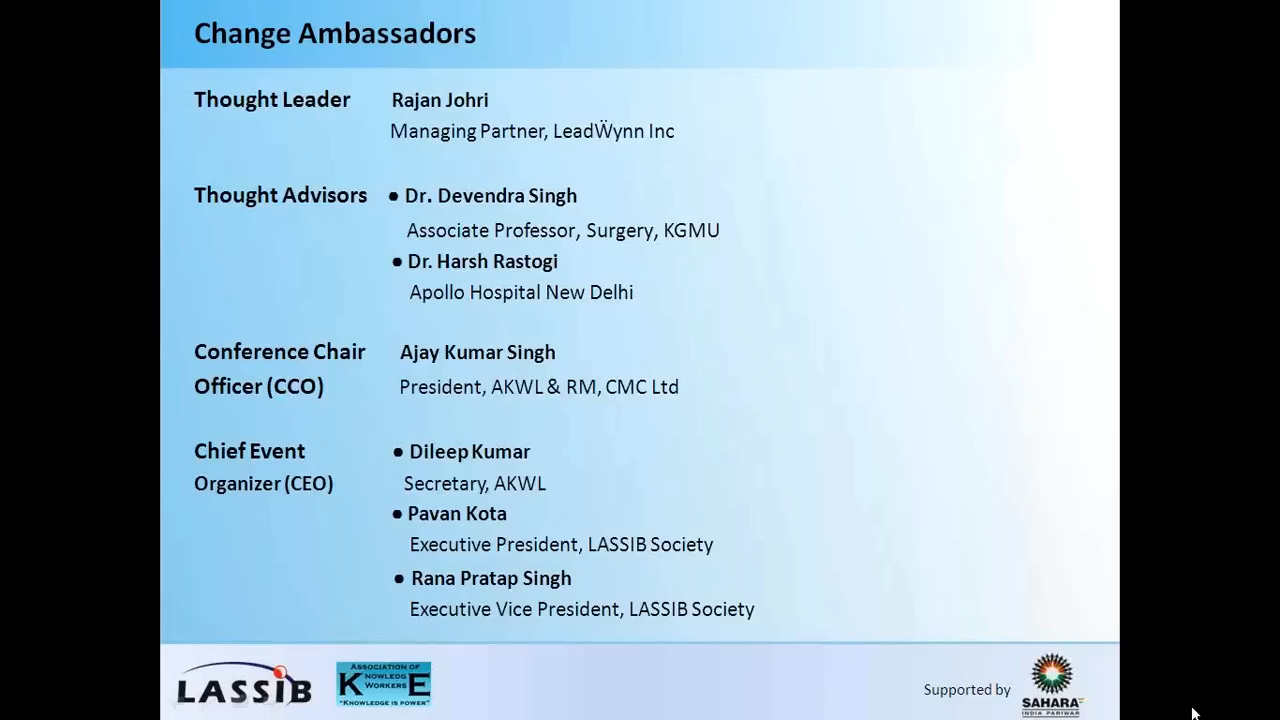 Change Ambassadors
Thought Leader Rajan Johri
Managing Partner, LeadẄynn Inc
Thought Advisors • Dr. Devendra Singh
Associate Professor, Surgery, KGMU
• Dr. Harsh Rastogi
Apollo Hospital New Delhi
Conference Chair Ajay Kumar Singh
Officer (CCO) President, AKWL & RM, CMC Ltd
Chief Event • Dileep Kumar
Organizer (CEO) Secretary, AKWL
• Pavan Kota
Executive President, LASSIB Society
• Rana Pratap Singh
Executive Vice President, LASSIB Society
LASSIB
ASSOCIATION OF
KNOWLEDGE
WORKERS
"KNOWLEDGE IS POWER"
Supported by
SAHARA
INDIA PARIWAR